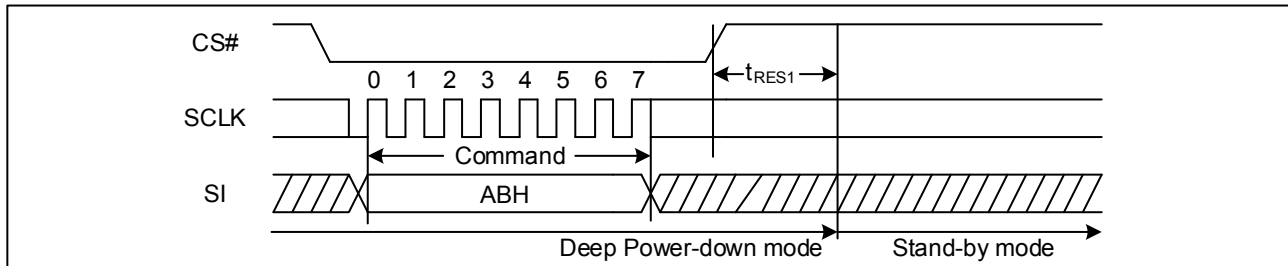 CS#
tRES1
0 1 2 3 4 5 6 7
SCLK
Command
SI
ABH
Deep Power-down mode Stand-by mode